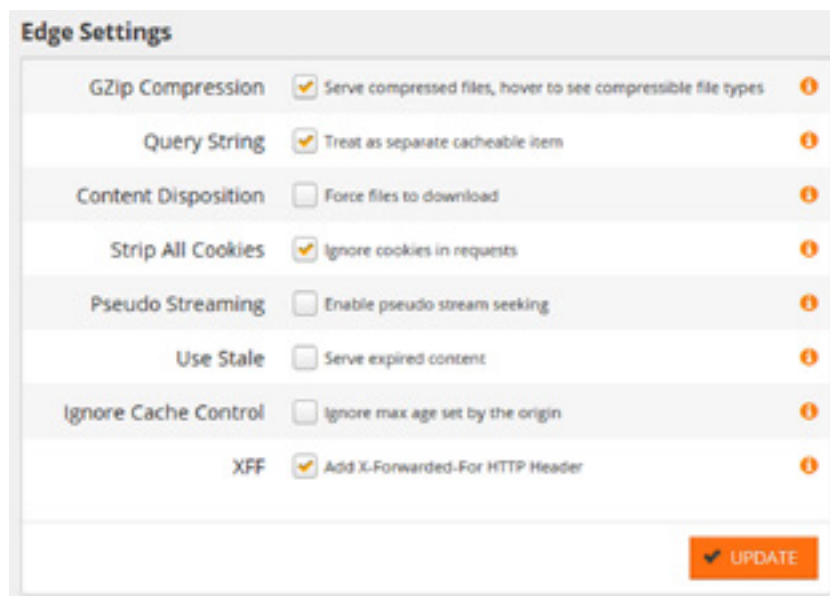 Edge Settings
GZip Compression Serve compressed files, hover to see compressible file types
Query String Treat as separate cacheable item
Content Disposition Force files to download
Strip All Cookies Ignore cookies in requests
Pseudo Streaming Enable pseudo stream seeking
Use Stale Serve expired content
Ignore Cache Control Ignore max age set by the origin
XFF Add X-Forwarded-For HTTP Header
UPDATE